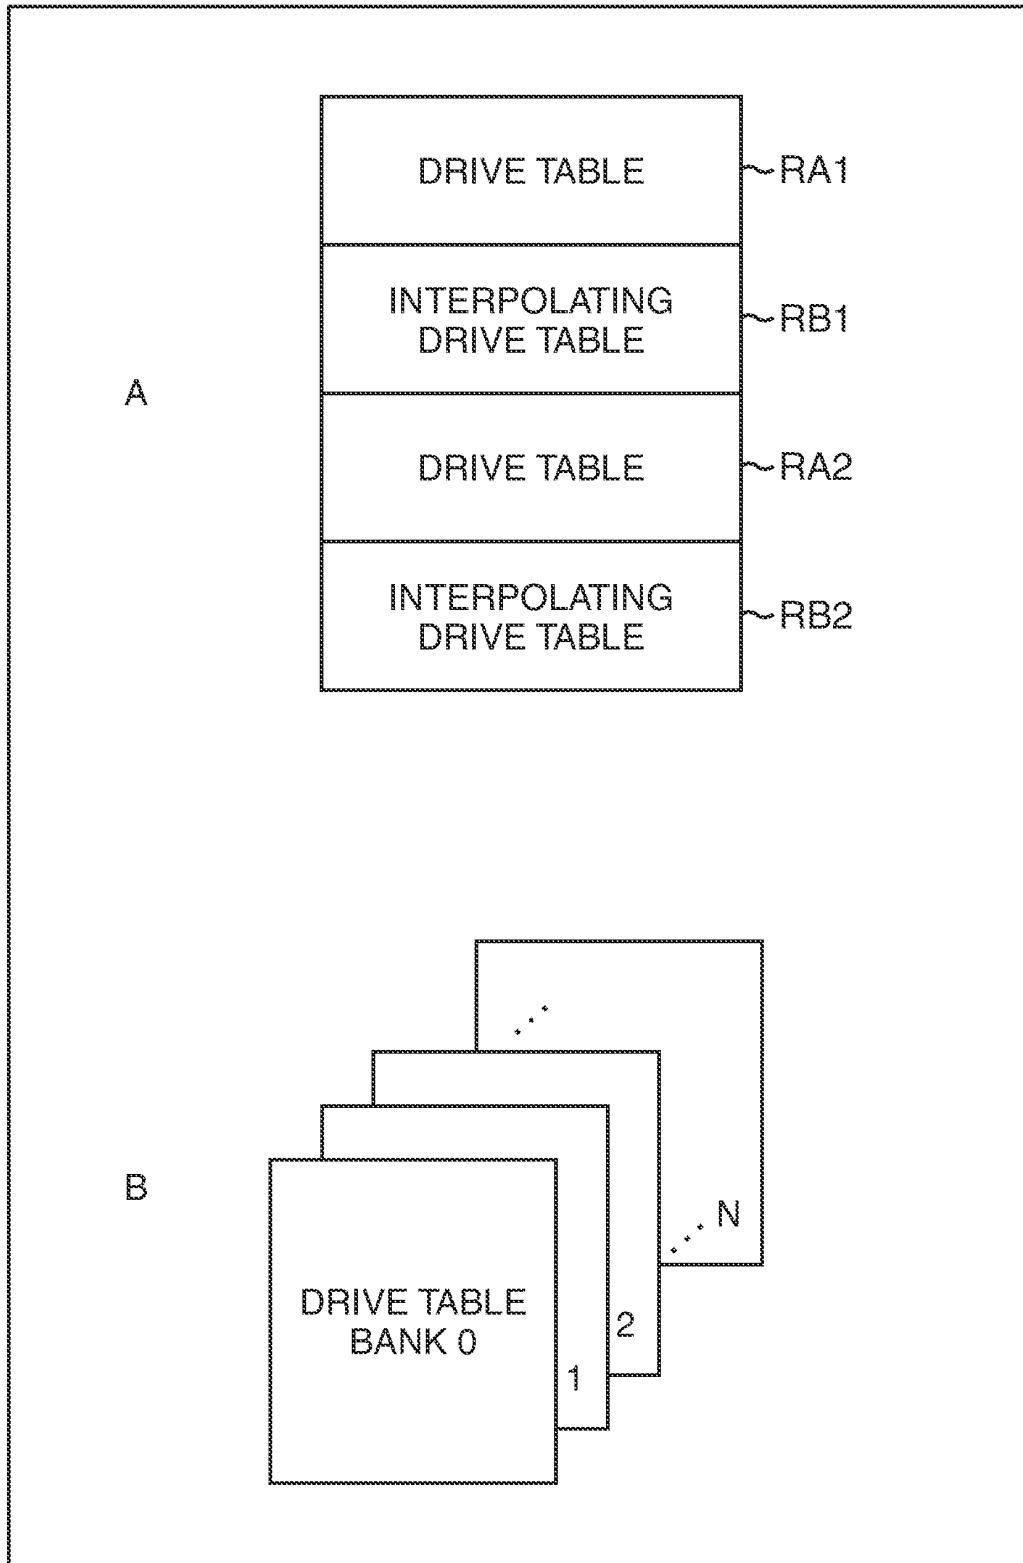 DRIVE TABLE
RA1
INTERPOLATING
DRIVE TABLE
RB1
A
DRIVE TABLE
RA2
INTERPOLATING
DRIVE TABLE
RB2
B
DRIVE TABLE
BANK 0
1
2
N